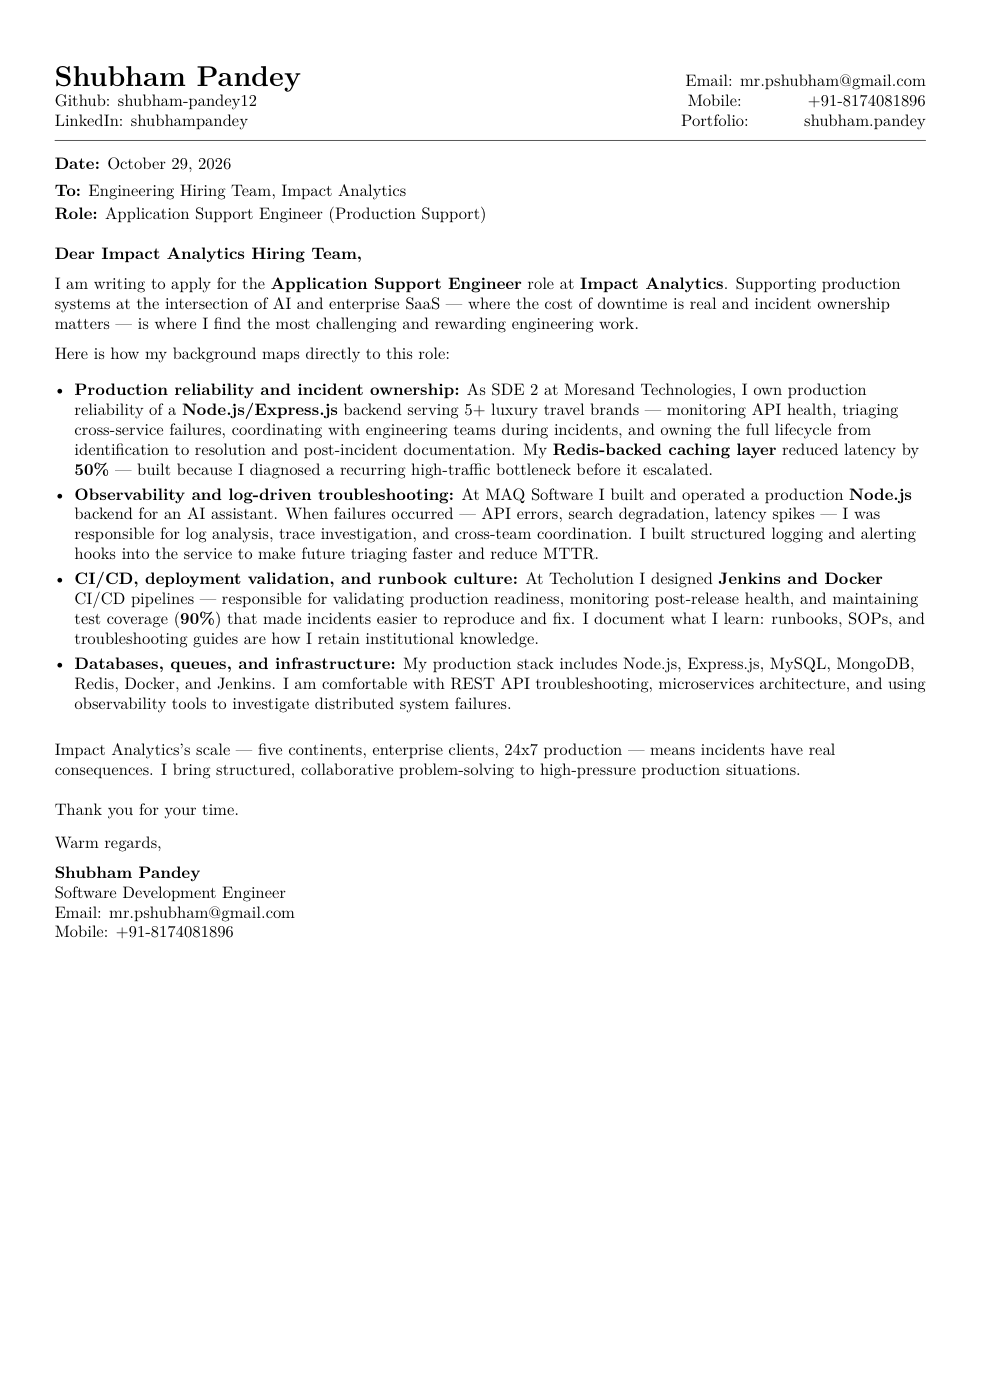 Shubham Pandey
Github: shubham-pandey12
LinkedIn: shubhampandey
Email: mr.pshubham@gmail.com
Mobile: +91-8174081896
Portfolio: shubham.pandey
Date: October 29, 2026
To: Engineering Hiring Team, Impact Analytics
Role: Application Support Engineer (Production Support)
Dear Impact Analytics Hiring Team,
I am writing to apply for the Application Support Engineer role at Impact Analytics. Supporting production
systems at the intersection of AI and enterprise SaaS — where the cost of downtime is real and incident ownership
matters — is where I find the most challenging and rewarding engineering work.
Here is how my background maps directly to this role:
• Production reliability and incident ownership: As SDE 2 at Moresand Technologies, I own production
reliability of a Node.js/Express.js backend serving 5+ luxury travel brands — monitoring API health, triaging
cross-service failures, coordinating with engineering teams during incidents, and owning the full lifecycle from
identification to resolution and post-incident documentation. My Redis-backed caching layer reduced latency by
50% — built because I diagnosed a recurring high-traffic bottleneck before it escalated.
• Observability and log-driven troubleshooting: At MAQ Software I built and operated a production Node.js
backend for an AI assistant. When failures occurred — API errors, search degradation, latency spikes — I was
responsible for log analysis, trace investigation, and cross-team coordination. I built structured logging and alerting
hooks into the service to make future triaging faster and reduce MTTR.
• CI/CD, deployment validation, and runbook culture: At Techolution I designed Jenkins and Docker
CI/CD pipelines — responsible for validating production readiness, monitoring post-release health, and maintaining
test coverage (90%) that made incidents easier to reproduce and fix. I document what I learn: runbooks, SOPs, and
troubleshooting guides are how I retain institutional knowledge.
• Databases, queues, and infrastructure: My production stack includes Node.js, Express.js, MySQL, MongoDB,
Redis, Docker, and Jenkins. I am comfortable with REST API troubleshooting, microservices architecture, and using
observability tools to investigate distributed system failures.
Impact Analytics's scale — five continents, enterprise clients, 24x7 production — means incidents have real
consequences. I bring structured, collaborative problem-solving to high-pressure production situations.
Thank you for your time.
Warm regards,
Shubham Pandey
Software Development Engineer
Email: mr.pshubham@gmail.com
Mobile: +91-8174081896